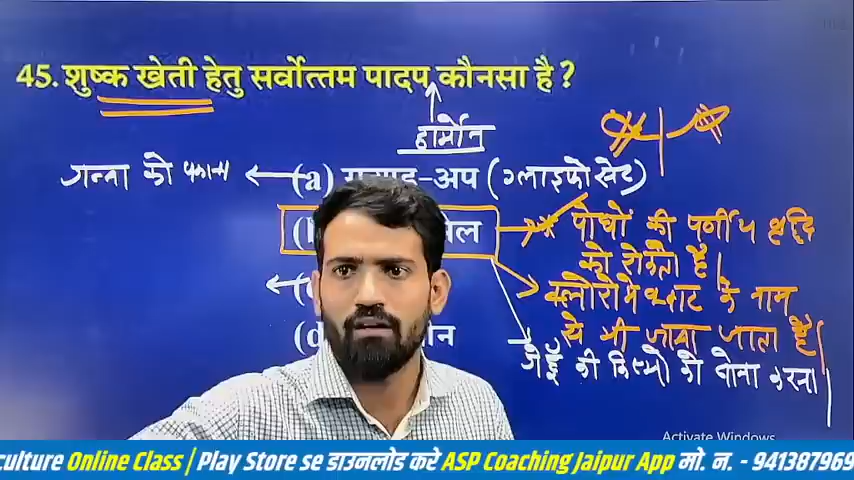 45. शुष्क खेती हेतु सर्वोत्तम पादप कौनसा है ?
हार्मोन
गन्ना को पकाना
(a) -अप (ग्लाइफोसेट)
पौधों की पर्णीय वृद्धि
को रोकता है|
क्लोरोमेक्वाट के नाम
से भी जाना जाता है|
गेहूँ की किस्मों को बौना करना|
(d)
Activate Windows
culture Online Class | Play Store se डाउनलोड करे ASP Coaching Jaipur App मो. न. - 941387969